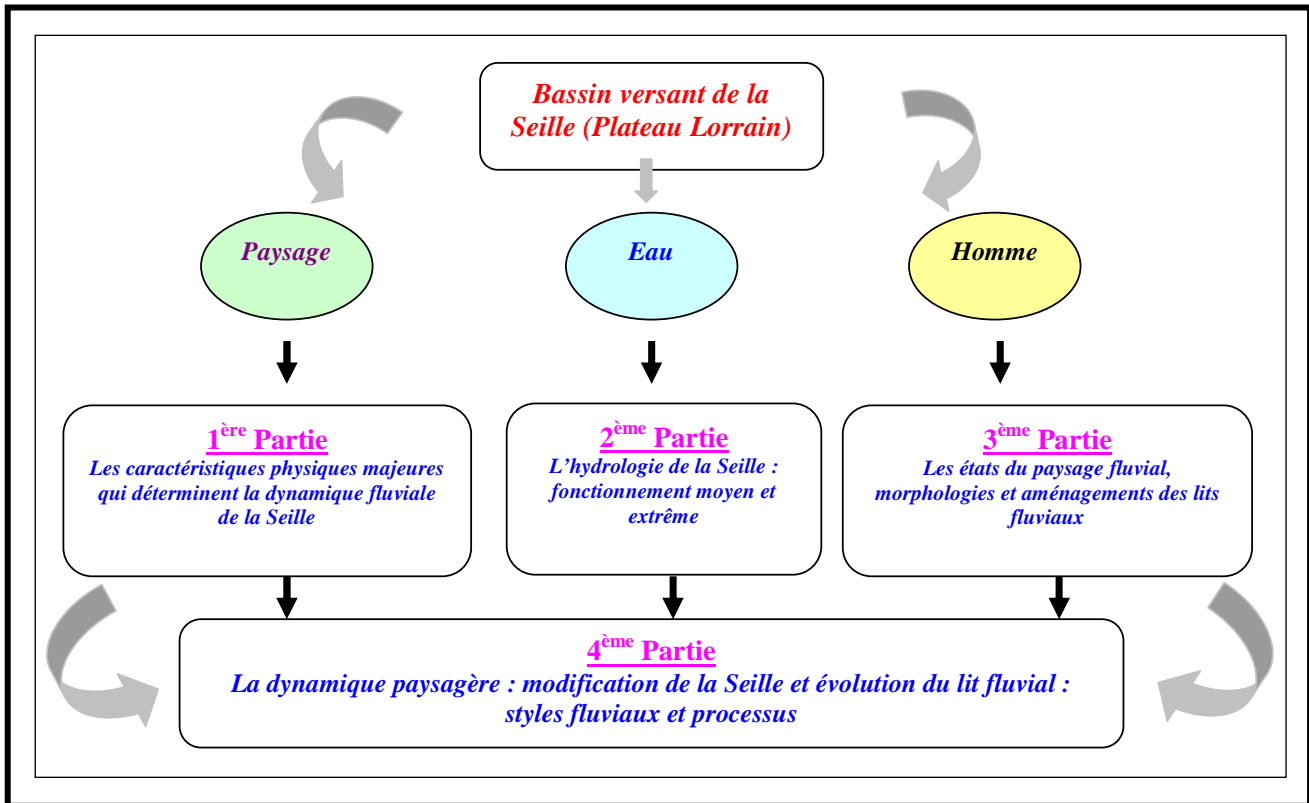 Bassin versant de la
Seille (Plateau Lorrain)
Paysage
Eau
Homme
1ère Partie
Les caractéristiques physiques majeures
qui déterminent la dynamique fluviale
de la Seille
2ème Partie
L'hydrologie de la Seille :
fonctionnement moyen et
extrême
3ème Partie
Les états du paysage fluvial,
morphologies et aménagements des lits
fluviaux
4ème Partie
La dynamique paysagère : modification de la Seille et évolution du lit fluvial :
styles fluviaux et processus